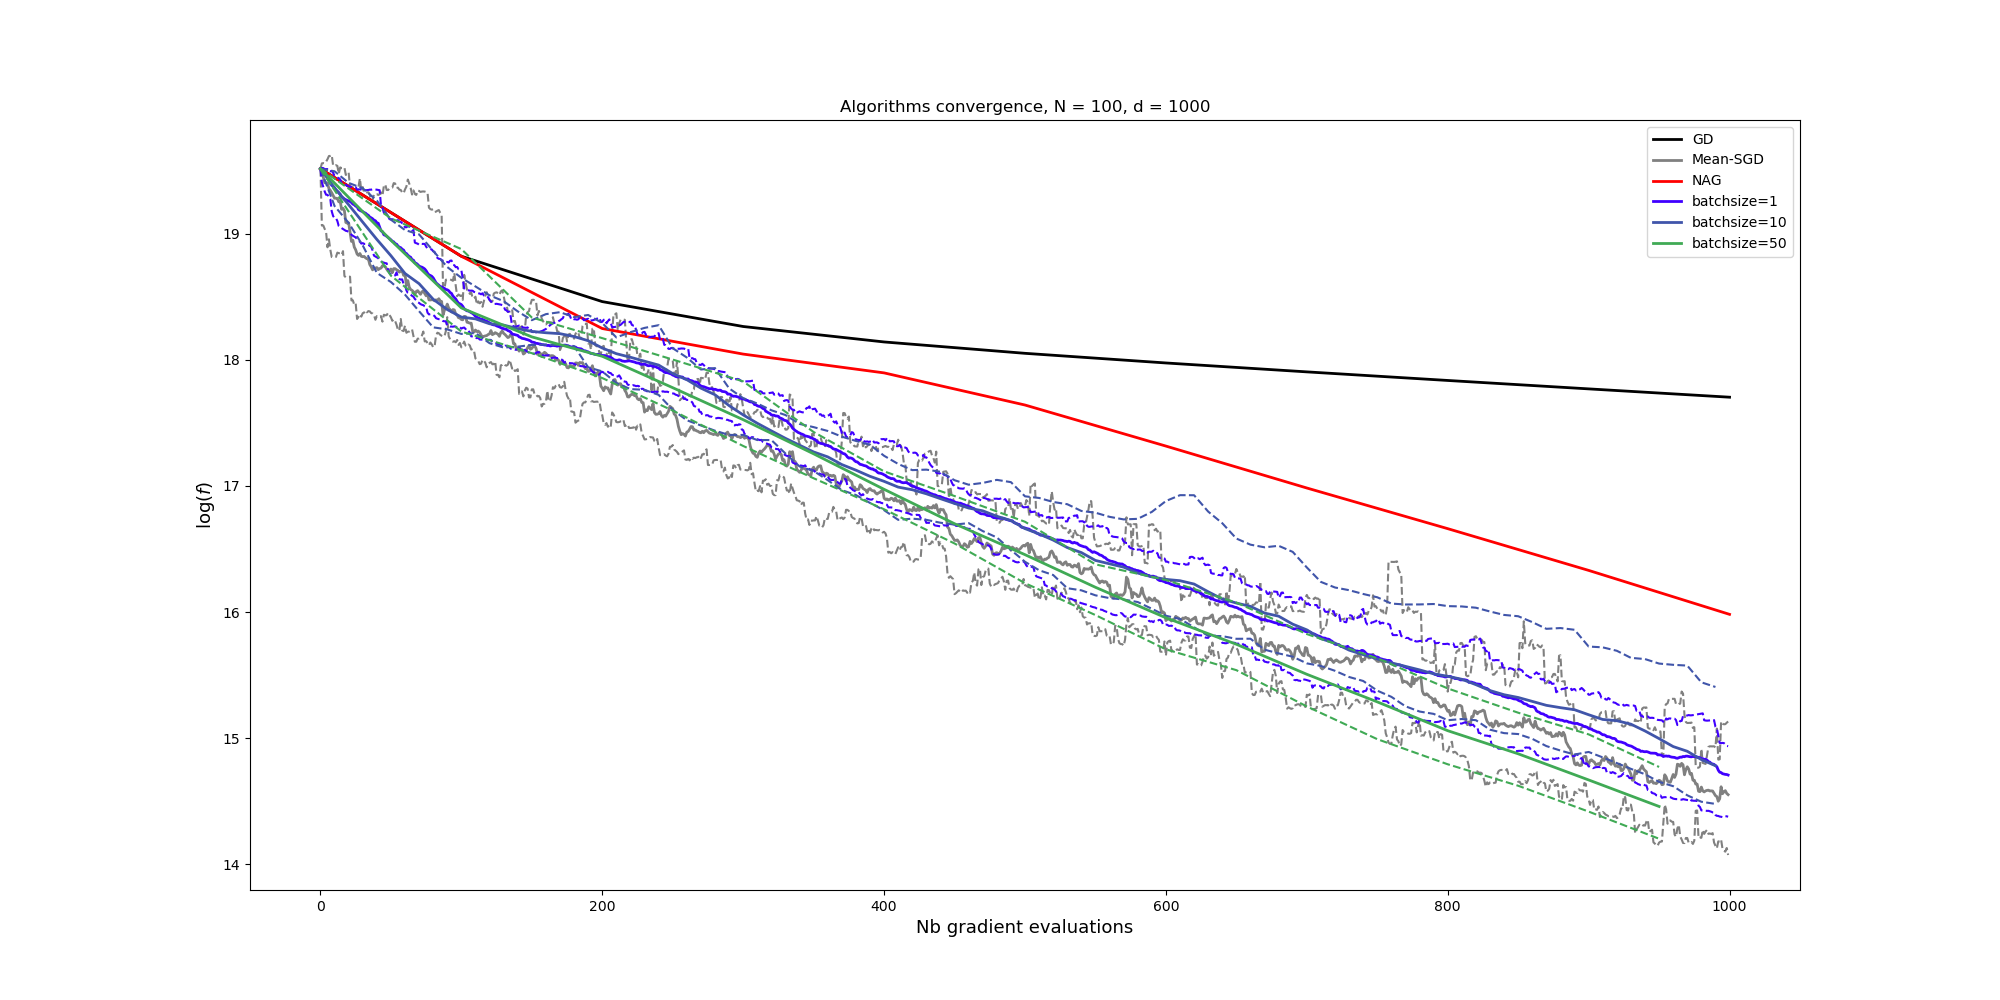 Algorithms convergence, N = 100, d = 1000
GD
Mean-SGD
NAG
batchsize=1
batchsize=10
batchsize=50
log(f)
19
18
17
16
15
14
0 200 400 600 800 1000
Nb gradient evaluations